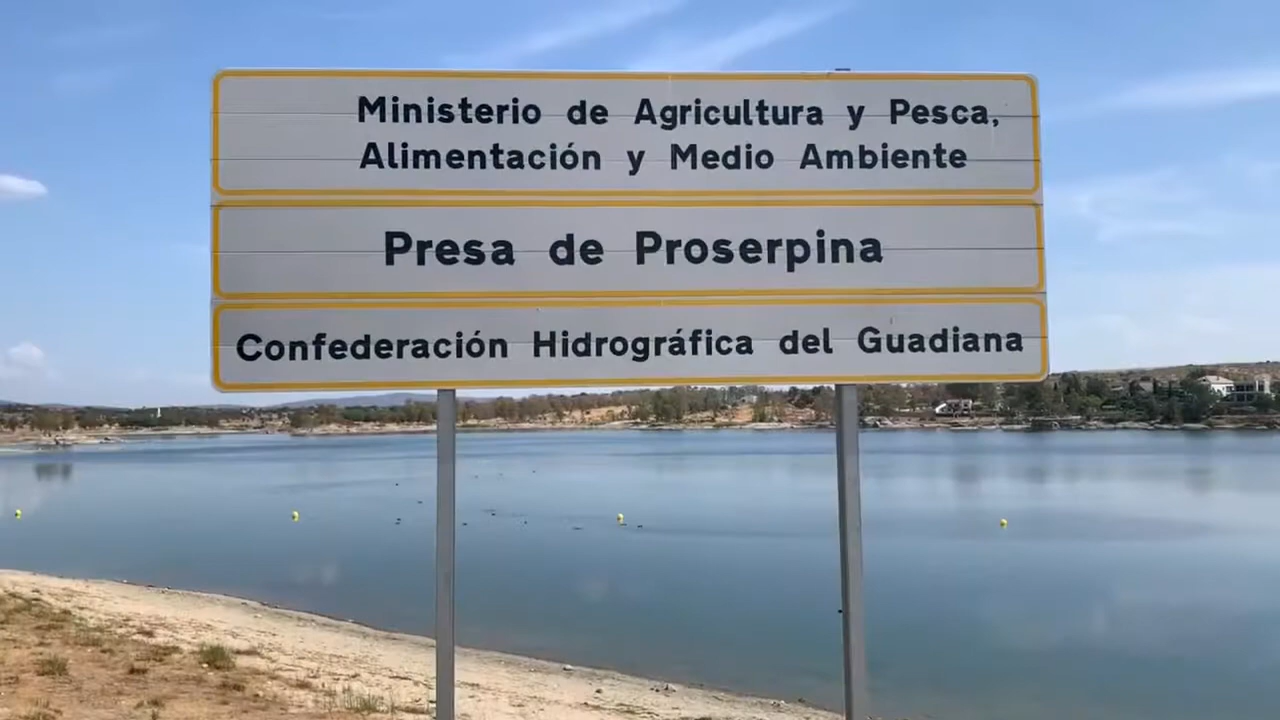 Ministerio de Agricultura y Pesca,
Alimentación y Medio Ambiente
Presa de Proserpina
Confederación Hidrográfica del Guadiana